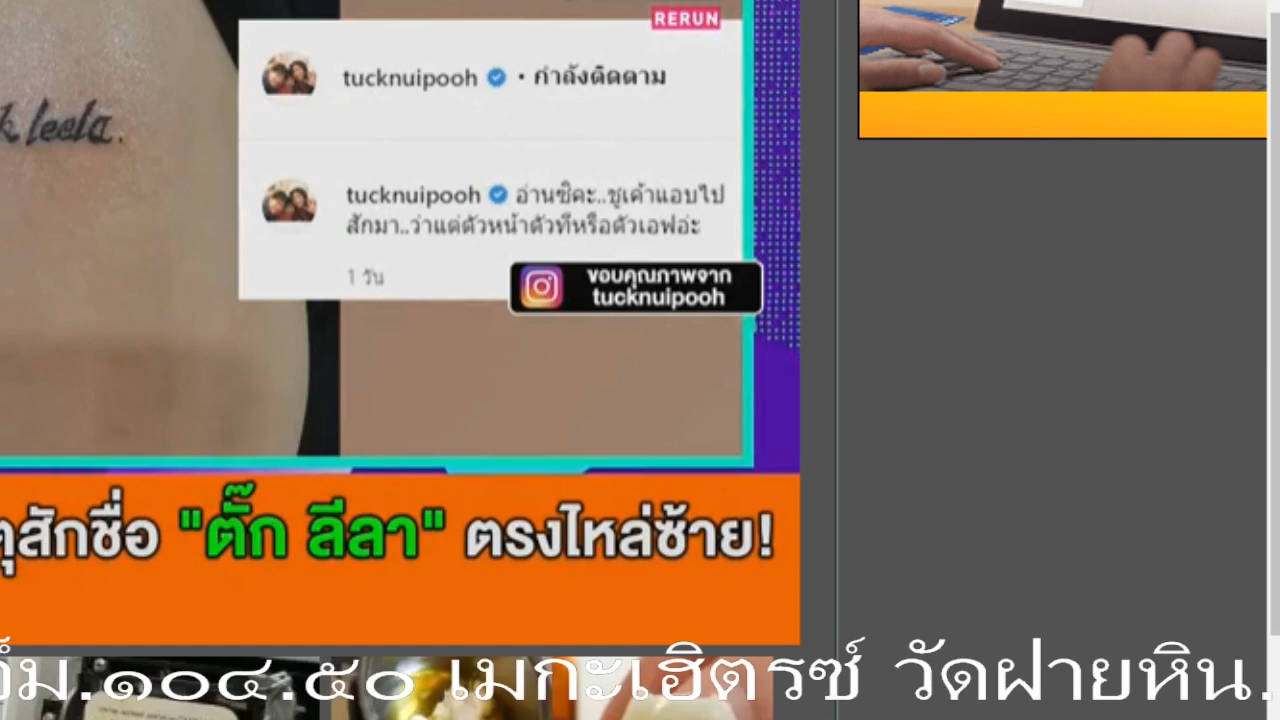 RERUN
leela.
tucknuipooh • กำลังติดตาม
tucknuipooh อ่านซิคะ..ชูเค้าแอบไป
สักมา..ว่าแต่ตัวหน้าตัวทีหรือตัวเอฟอ่ะ
1 วัน
ขอบคุณภาพจาก
tucknuipooh
สักชื่อ "ตั๊ก ลีลา" ตรงไหล่ซ้าย!
็ม.๑๐๔.๕๐ เมกะเฮิตรซ์ วัดฝายหิน.